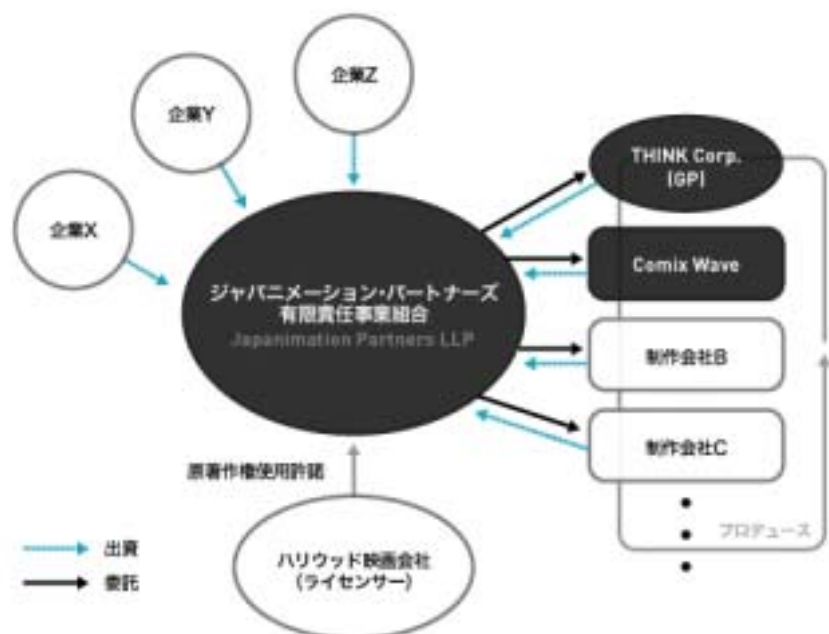 企業Z
企業Y
企業X
THINK Corp.
(GP)
Comix Wave
ジャパニメーション・パートナーズ
有限責任事業組合
Japanimation Partners LLP
制作会社B
制作会社C
原著作権使用許諾
プロデュース
出資
委託
ハリウッド映画会社
(ライセンサー)